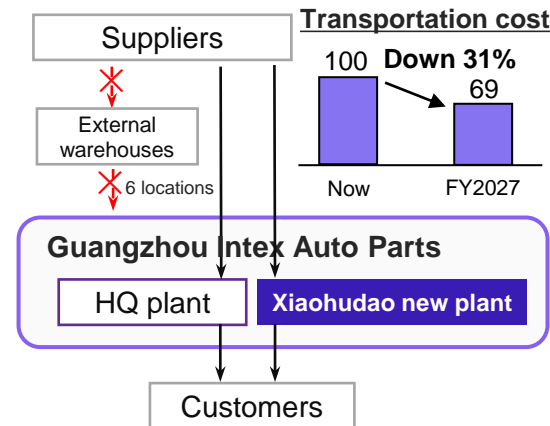 Transportation cost
Suppliers
100
Down 31%
69
External
warehouses
6 locations
Now
FY2027
Guangzhou Intex Auto Parts
HQ plant
Xiaohudao new plant
Customers